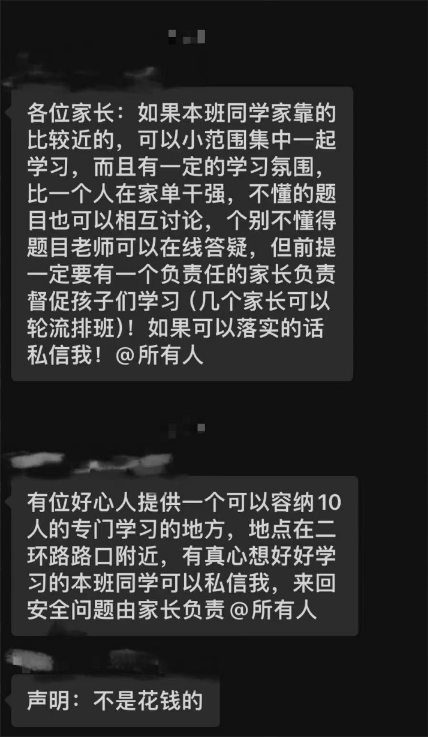 各位家长：如果本班同学家靠的
比较近的，可以小范围集中一起
学习，而且有一定的学习氛围，
比一个人在家单干强，不懂的题
目也可以相互讨论，个别不懂得
题目老师可以在线答疑，但前提
一定要有一个负责任的家长负责
督促孩子们学习（几个家长可以
轮流排班）！如果可以落实的话
私信我！@所有人
有位好心人提供一个可以容纳10
人的专门学习的地方，地点在二
环路路口附近，有真心想好好学
习的本班同学可以私信我，来回
安全问题由家长负责@所有人
声明：不是花钱的